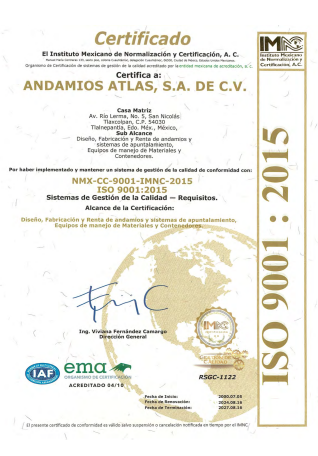 Certificado
El Instituto Mexicano de Normalización y Certificación, A. C.
Organismo de Certificación de sistemas de gestión de la calidad acreditado por la entidad mexicana de acreditación, a. c.
Certifica a:
ANDAMIOS ATLAS, S.A. DE C.V.
Casa Matriz
Av. Río Lerma, No. 5, San Nicolás
Tlaxcolpan, C.P. 54030
Tlalnepantla, Edo. Méx., México,
Sub Alcance
Diseño, Fabricación y Renta de andamios y
sistemas de apuntalamiento,
Equipos de manejo de Materiales y
Contenedores.
Por haber implementado y mantener un sistema de gestión de la calidad de conformidad con:
NMX-CC-9001-IMNC-2015
ISO 9001:2015
Sistemas de Gestión de la Calidad — Requisitos.
Alcance de la Certificación:
Diseño, Fabricación y Renta de andamios y sistemas de apuntalamiento,
Equipos de manejo de Materiales y Contenedores.
Ing. Viviana Fernández Camargo
Dirección General
IMNC
Instituto Mexicano
de Normalización y
Certificación, A.C.
ISO 9001 : 2015
IMNC
RSGC-1122
IAF
ema
ORGANISMO DE CERTIFICACIÓN
ACREDITADO 04/10
Fecha de Inicio:
Fecha de Renovación:
2024.08.28
Fecha de Terminación:
2027.08.28
El presente certificado de conformidad es válido salvo suspensión o cancelación notificada en tiempo por el IMNC.